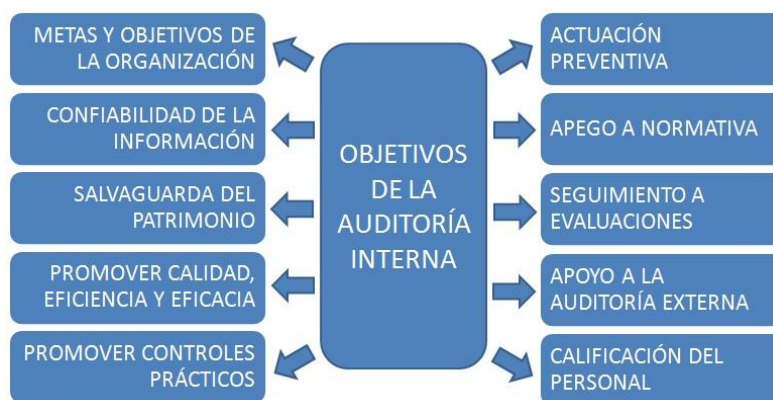 METAS Y OBJETIVOS DE
LA ORGANIZACIÓN
CONFIABILIDAD DE LA
INFORMACIÓN
SALVAGUARDA DEL
PATRIMONIO
PROMOVER CALIDAD,
EFICIENCIA Y EFICACIA
PROMOVER CONTROLES
PRÁCTICOS
OBJETIVOS
DE LA
AUDITORÍA
INTERNA
ACTUACIÓN
PREVENTIVA
APEGO A NORMATIVA
SEGUIMIENTO A
EVALUACIONES
APOYO A LA
AUDITORÍA EXTERNA
CALIFICACIÓN DEL
PERSONAL